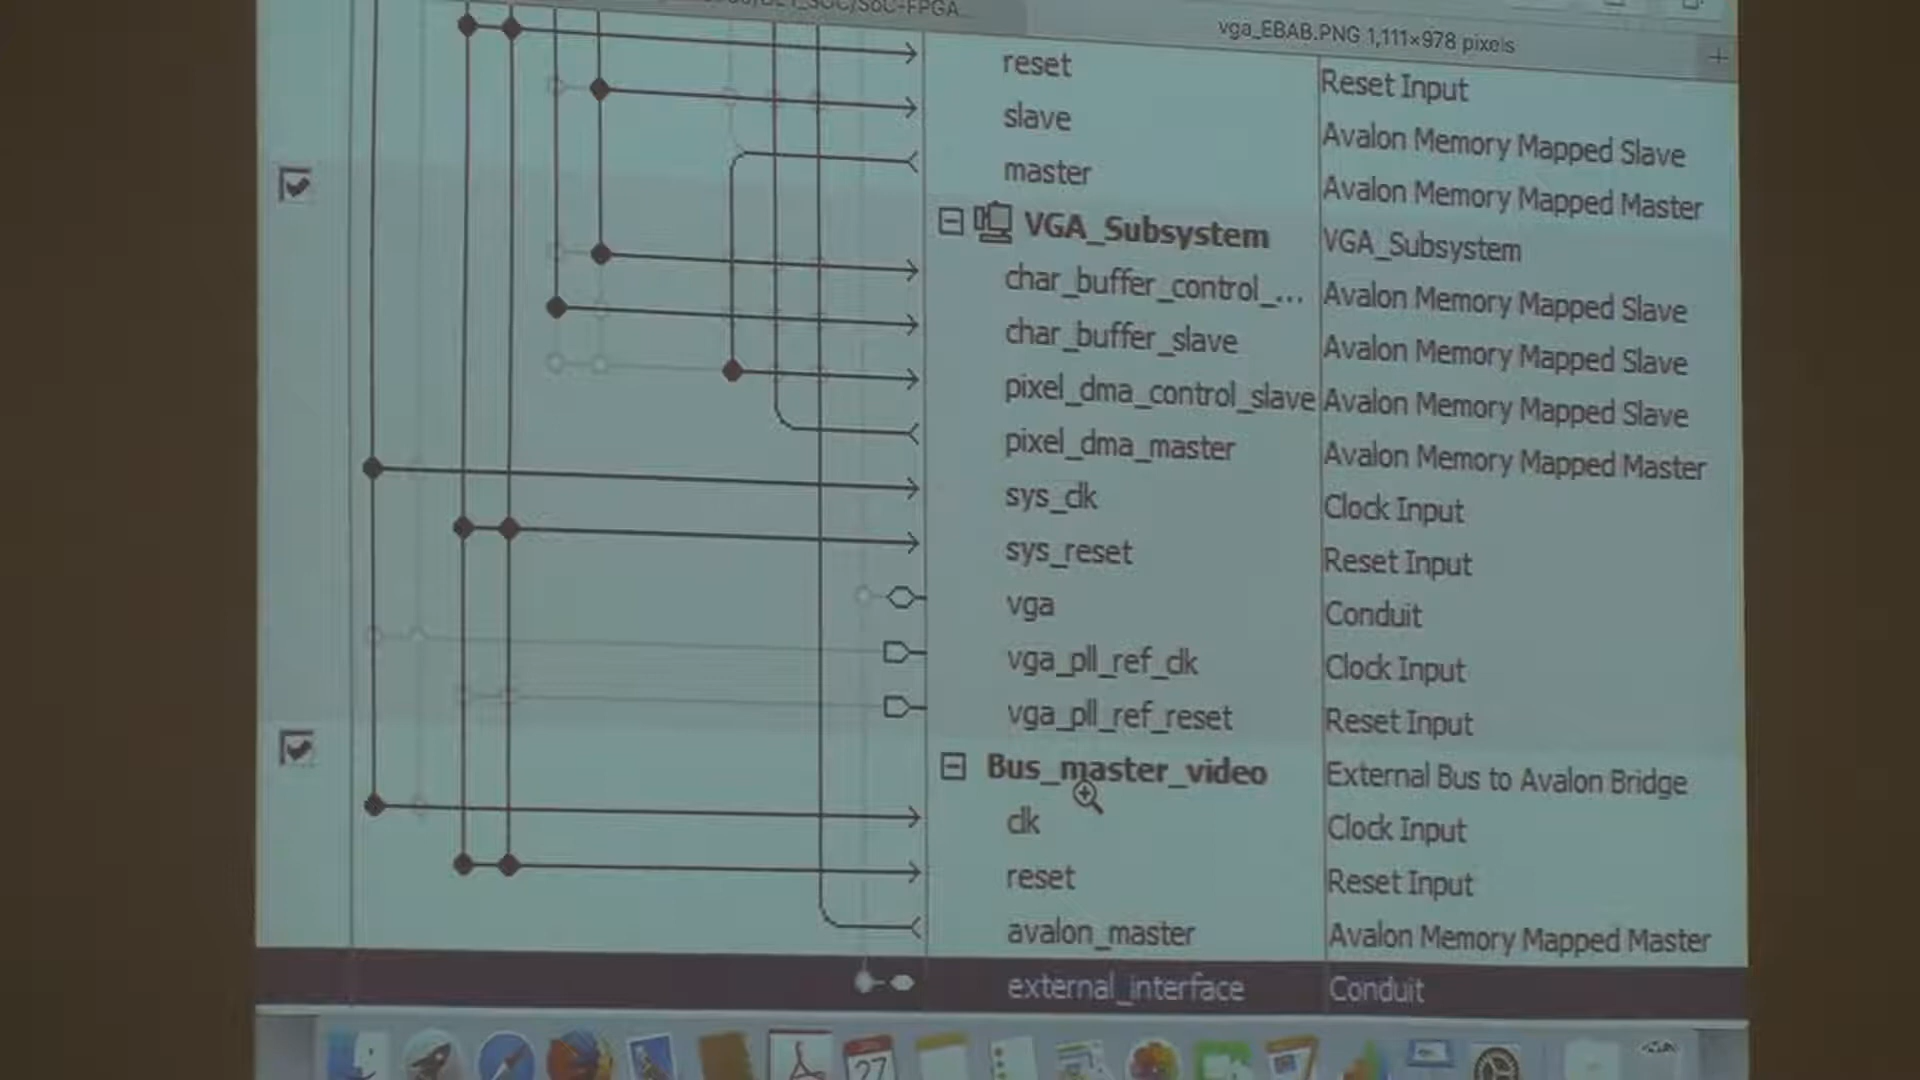 /SoC-FPGA...
vga_EBAB.PNG 1,111×978 pixels
+
reset Reset Input
slave Avalon Memory Mapped Slave
master Avalon Memory Mapped Master
VGA_Subsystem VGA_Subsystem
char_buffer_control_... Avalon Memory Mapped Slave
char_buffer_slave Avalon Memory Mapped Slave
pixel_dma_control_slave Avalon Memory Mapped Slave
pixel_dma_master Avalon Memory Mapped Master
sys_clk Clock Input
sys_reset Reset Input
vga Conduit
vga_pll_ref_clk Clock Input
vga_pll_ref_reset Reset Input
Bus_master_video External Bus to Avalon Bridge
clk Clock Input
reset Reset Input
avalon_master Avalon Memory Mapped Master
external_interface Conduit
27